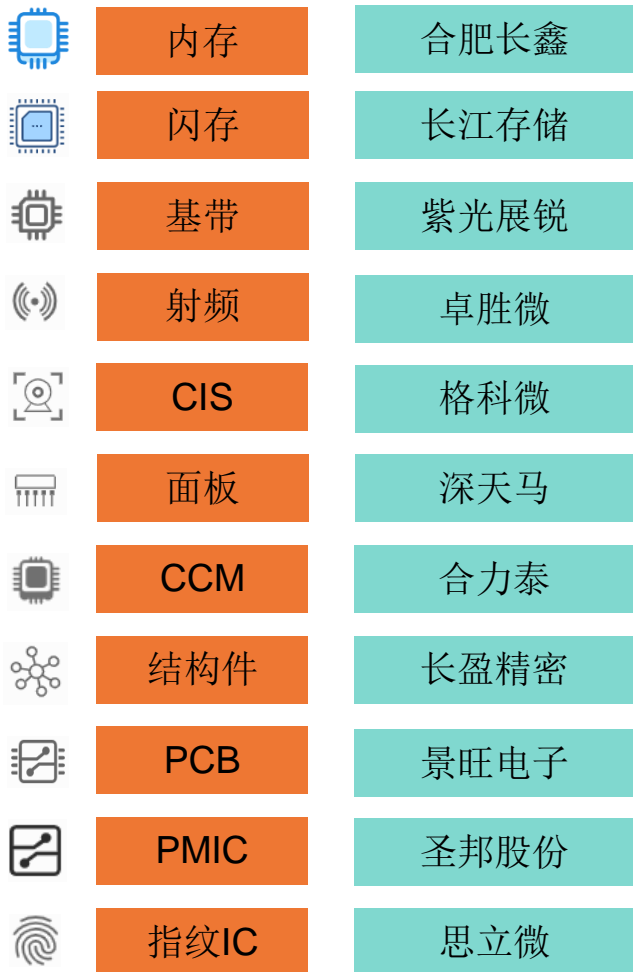 内存 合肥长鑫
闪存 长江存储
基带 紫光展锐
射频 卓胜微
CIS 格科微
面板 深天马
CCM 合力泰
结构件 长盈精密
PCB 景旺电子
PMIC 圣邦股份
指纹IC 思立微